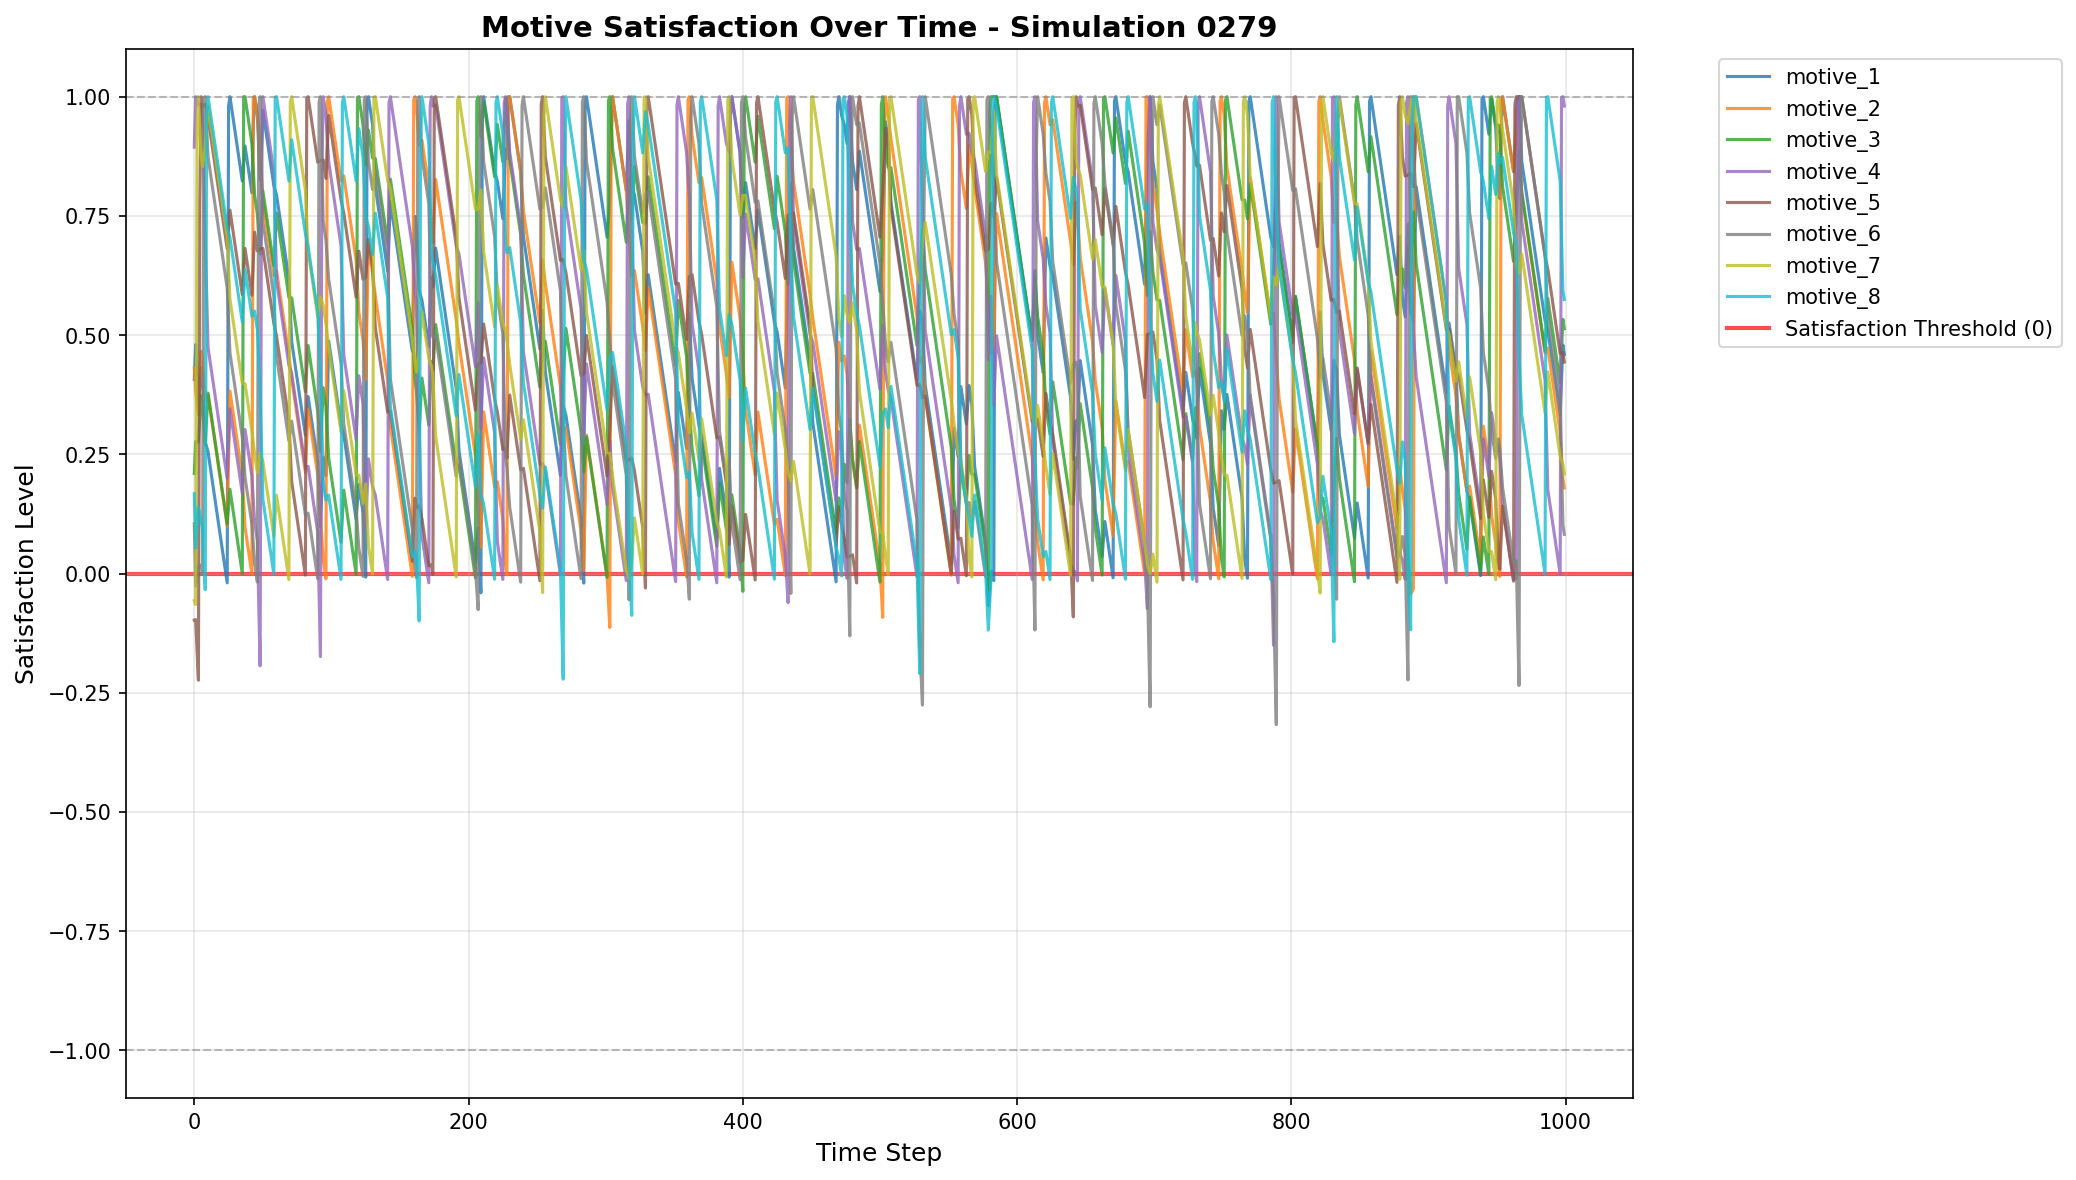 Motive Satisfaction Over Time - Simulation 0279
Satisfaction Level
1.00
0.75
0.50
0.25
0.00
−0.25
−0.50
−0.75
−1.00
0
200
400
600
800
1000
Time Step
motive_1
motive_2
motive_3
motive_4
motive_5
motive_6
motive_7
motive_8
Satisfaction Threshold (0)